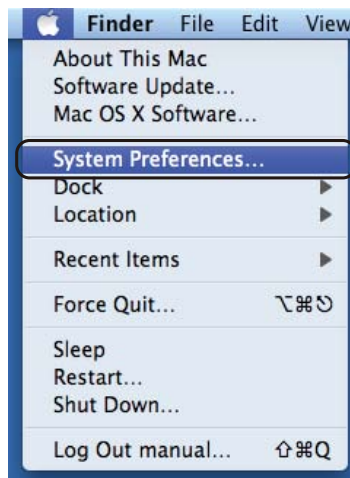 Finder File Edit View
About This Mac
Software Update...
Mac OS X Software...
System Preferences...
Dock
Location
Recent Items
Force Quit... ⌥⌘⎋
Sleep
Restart...
Shut Down...
Log Out manual... ⇧⌘Q